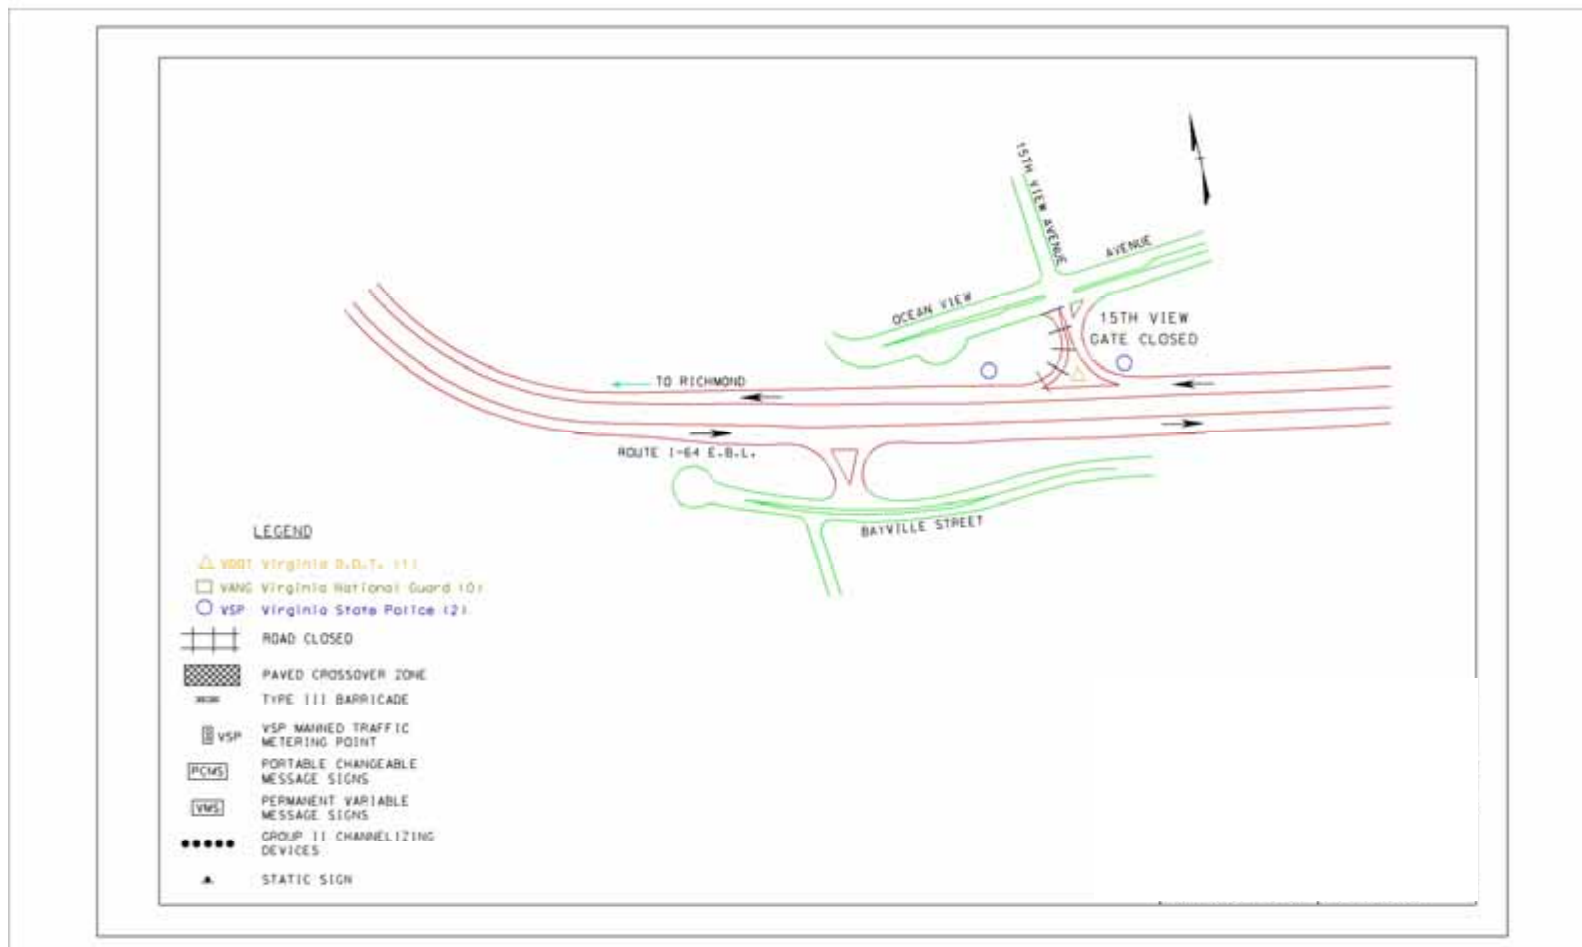 15TH VIEW AVENUE
AVENUE
OCEAN VIEW
15TH VIEW
GATE CLOSED
TO RICHMOND
ROUTE I-64 E.B.L.
BAYVILLE STREET
LEGEND
VDOT Virginia D.O.T. (1)
VANG Virginia National Guard (0)
VSP Virginia State Police (2)
ROAD CLOSED
PAVED CROSSOVER ZONE
TYPE III BARRICADE
VSP VSP MANNED TRAFFIC
METERING POINT
PCMS PORTABLE CHANGEABLE
MESSAGE SIGNS
VMS PERMANENT VARIABLE
MESSAGE SIGNS
GROUP II CHANNELIZING
DEVICES
STATIC SIGN